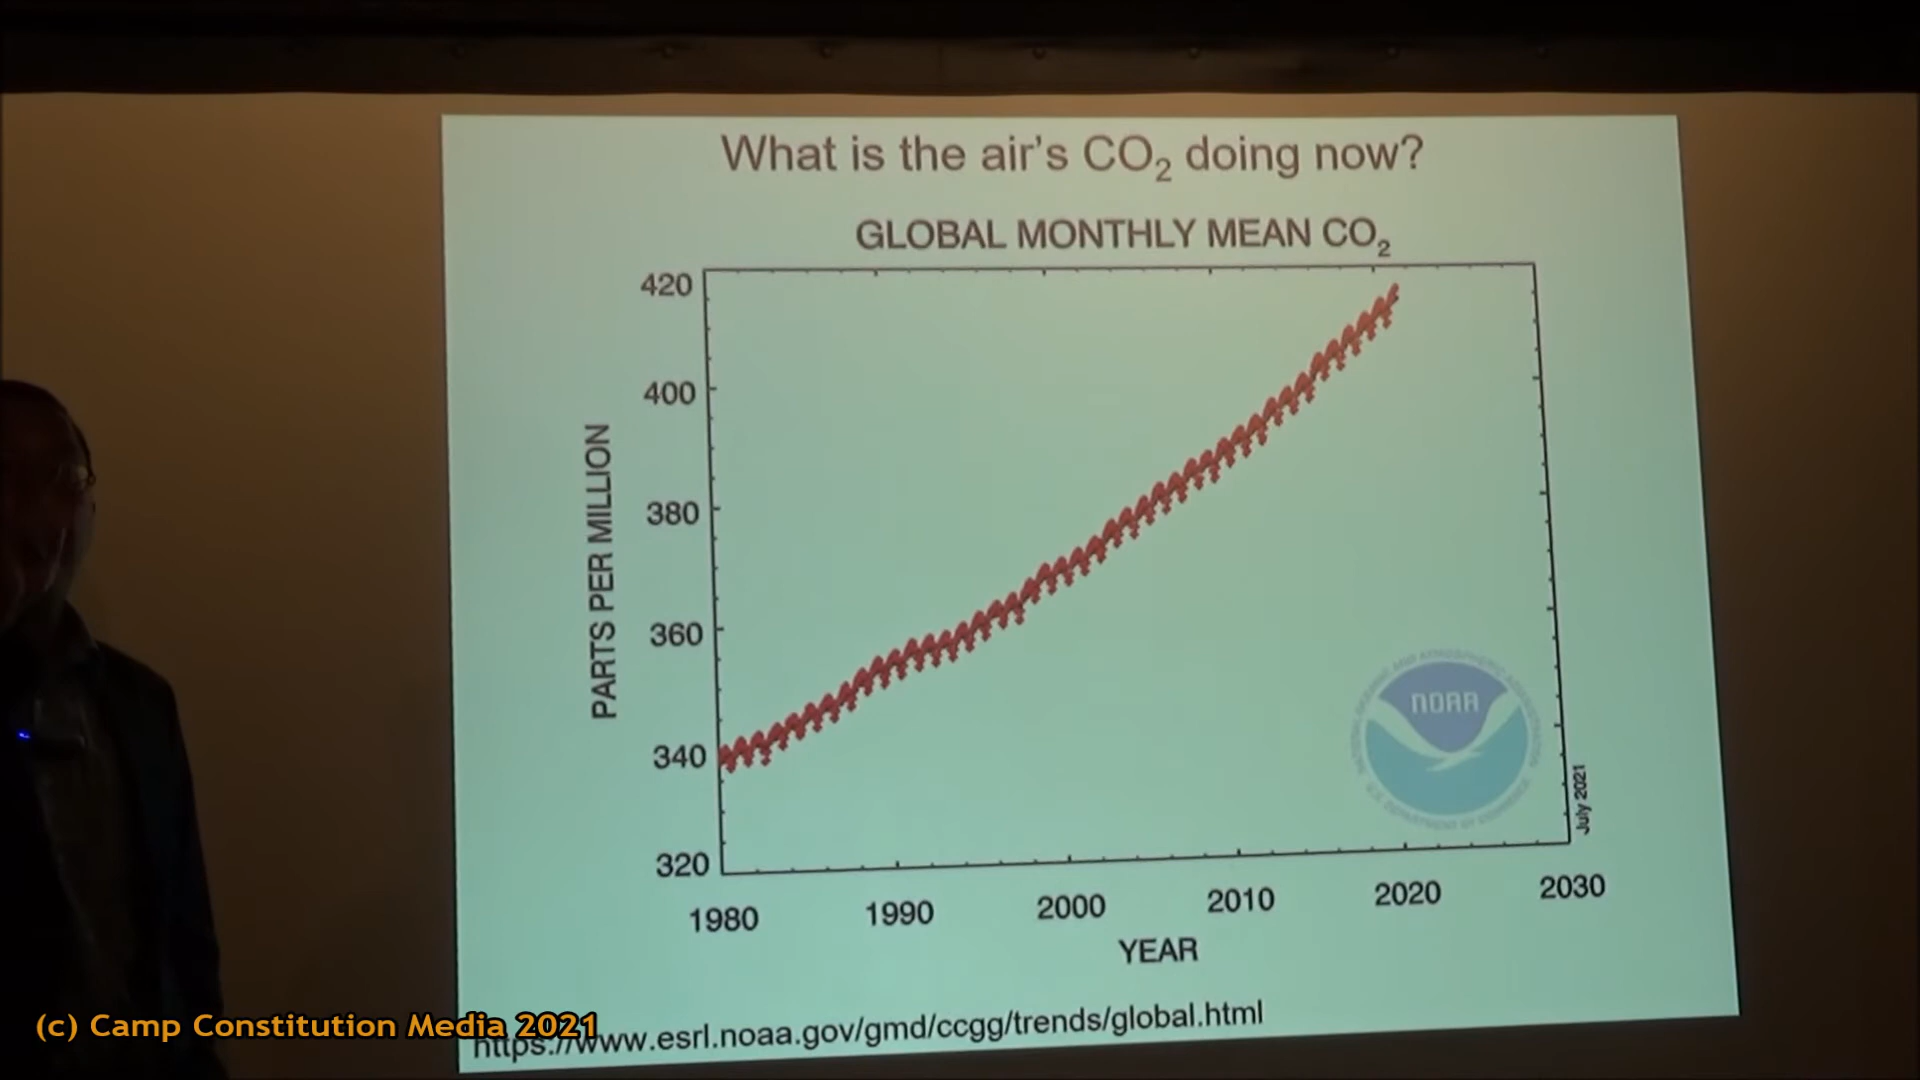 What is the air's CO₂ doing now?
GLOBAL MONTHLY MEAN CO₂
420
400
380
360
340
320
PARTS PER MILLION
1980 1990 2000 2010 2020 2030
YEAR
NOAA
July 2021
https://www.esrl.noaa.gov/gmd/ccgg/trends/global.html
(c) Camp Constitution Media 2021